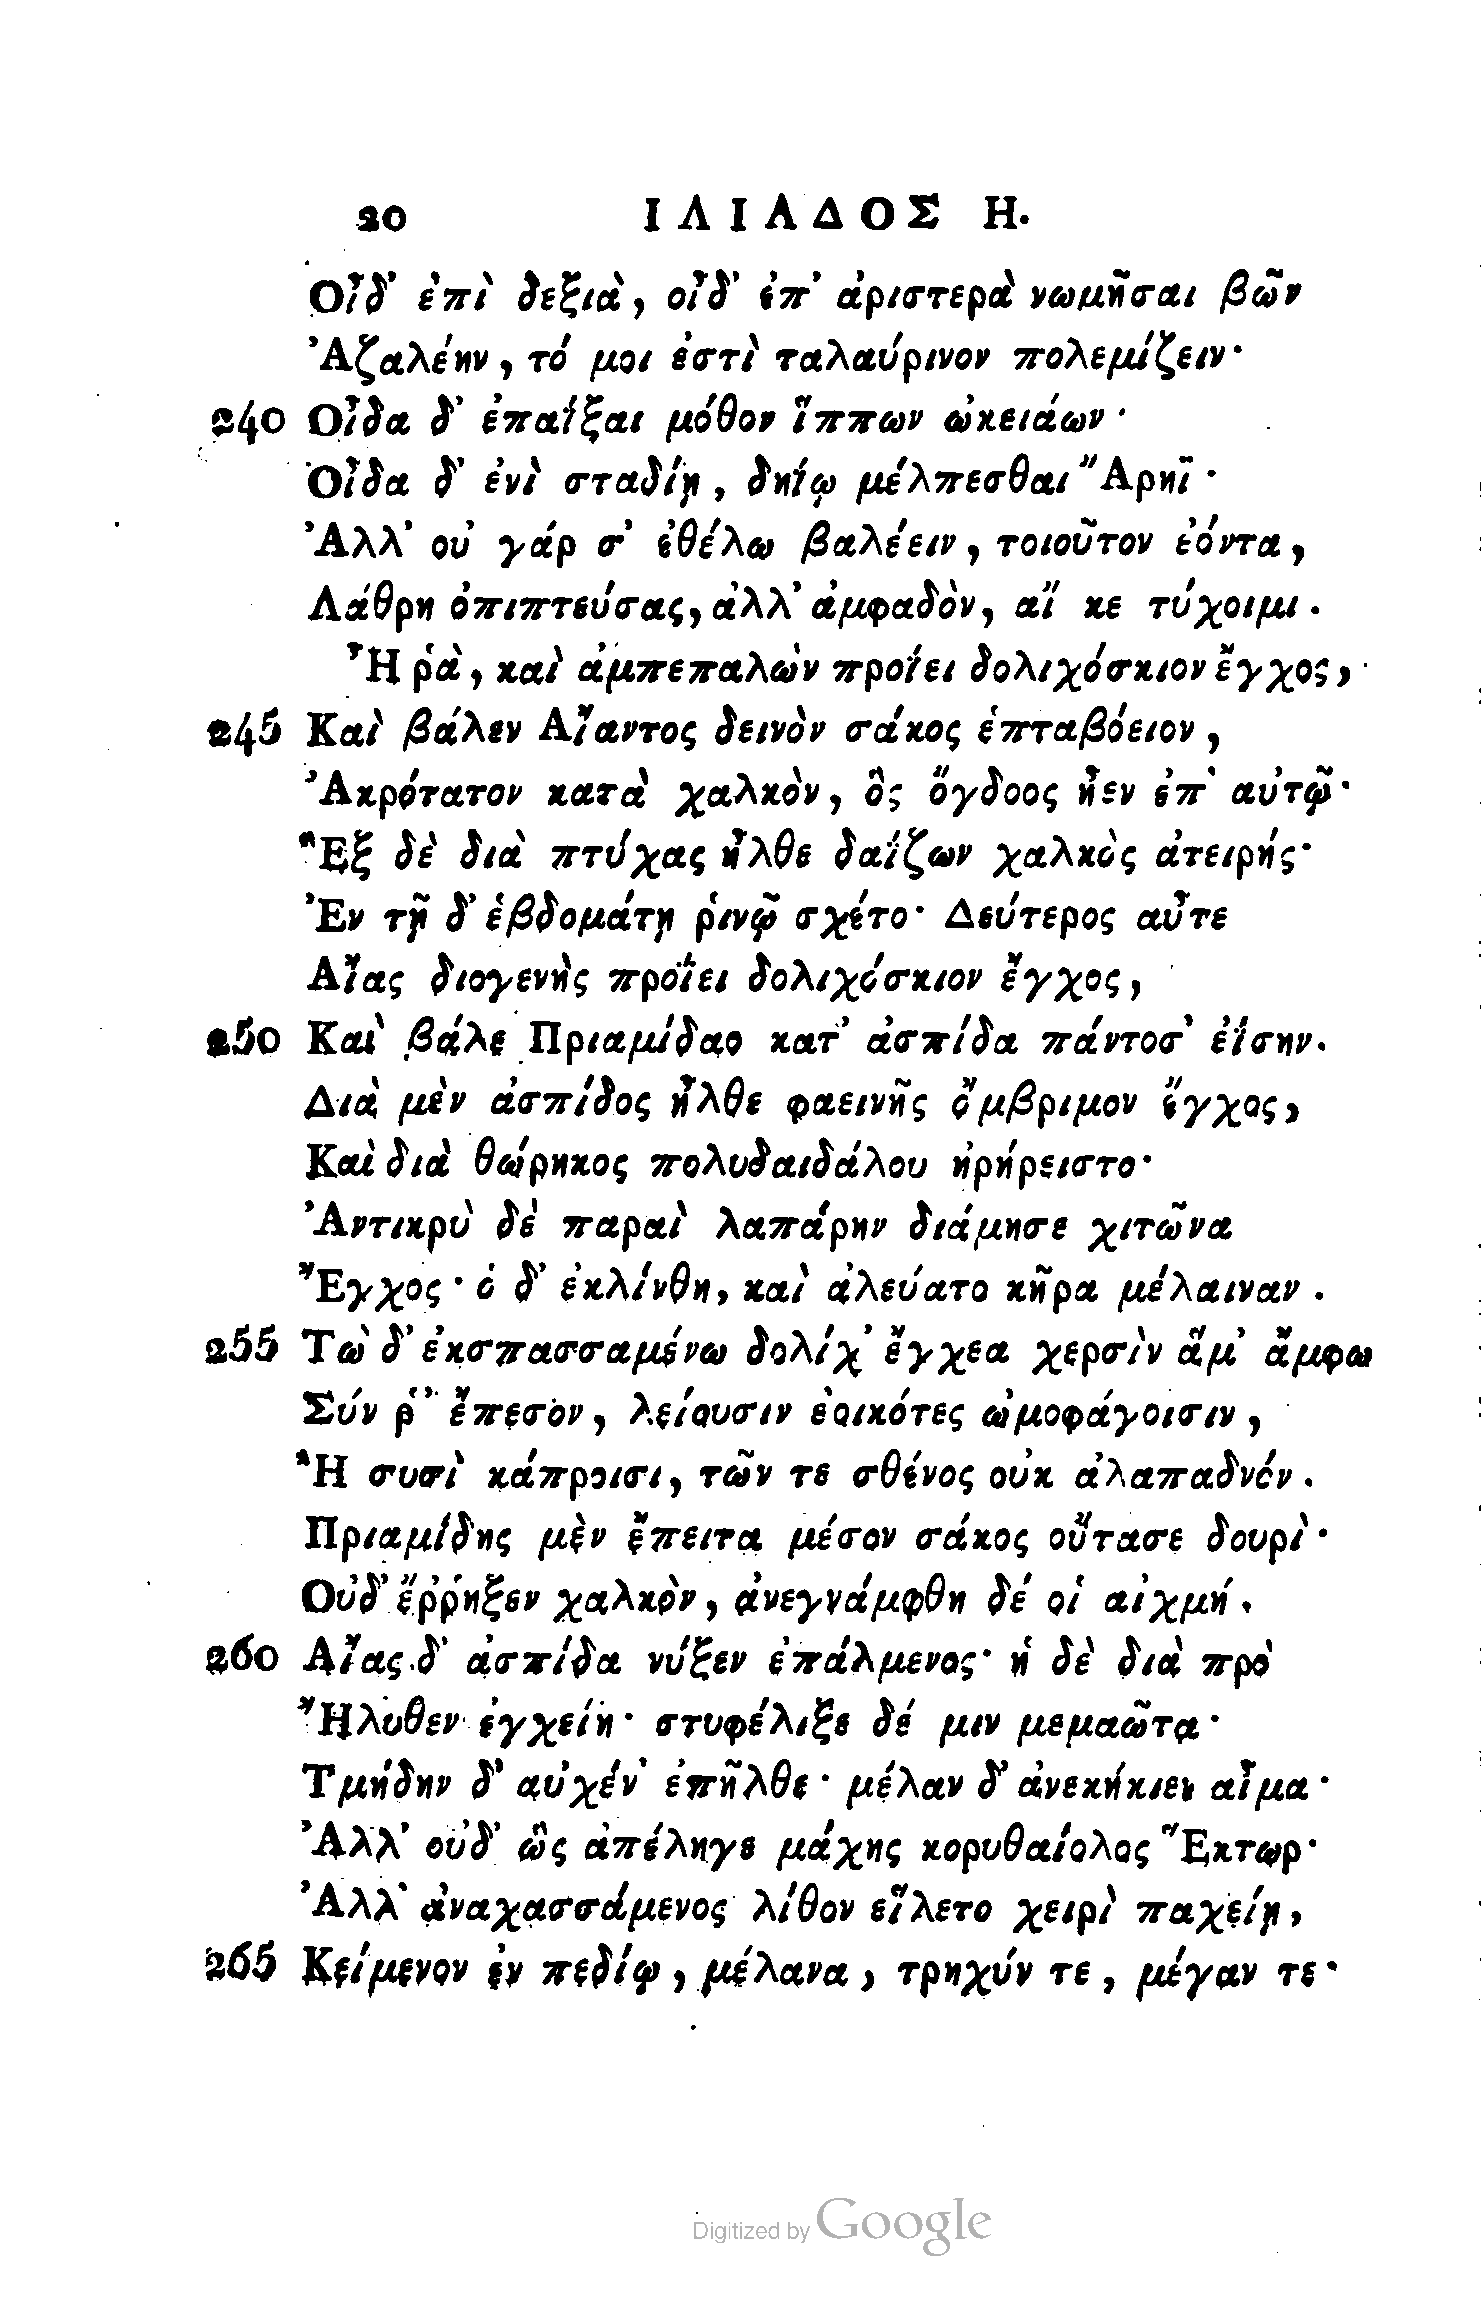 20 ΙΛΙΑΔΟΣ Η.
Οἶδ' ἐπὶ δεξιὰ, οἶδ' ἐπ' ἀριστερὰ νωμῆσαι βῶν
Ἀζαλέην, τό μοι ἐστὶ ταλαύρινον πολεμίζειν·
240 Οἶδα δ' ἐπαΐξαι μόθον ἵππων ὠκειάων·
Οἶδα δ' ἐνὶ σταδίῃ, δηΐῳ μέλπεσθαι Ἄρηϊ·
Ἀλλ' οὐ γάρ σ' ἐθέλω βαλέειν, τοιοῦτον ἐόντα,
Λάθρη ὀπιπτεύσας, ἀλλ' ἀμφαδὸν, αἴ κε τύχοιμι.
Ἦ ῥὰ, καὶ ἀμπεπαλὼν προΐει δολιχόσκιον ἔγχος,
245 Καὶ βάλεν Αἴαντος δεινὸν σάκος ἑπταβόειον,
Ἀκρότατον κατὰ χαλκὸν, ὃς ὄγδοος ἦεν ἐπ' αὐτῷ·
Ἓξ δὲ διὰ πτύχας ἦλθε δαΐζων χαλκὸς ἀτειρής·
Ἐν τῇ δ' ἑβδομάτῃ ῥινῷ σχέτο· Δεύτερος αὖτε
Αἴας διογενὴς προΐει δολιχόσκιον ἔγχος,
250 Καὶ βάλε Πριαμίδαο κατ' ἀσπίδα πάντοσ' ἐΐσην.
Διὰ μὲν ἀσπίδος ἦλθε φαεινῆς ὄμβριμον ἔγχος,
Καὶ διὰ θώρηκος πολυδαιδάλου ἠρήρειστο·
Ἀντικρὺ δὲ παραὶ λαπάρην διάμησε χιτῶνα
Ἔγχος· ὁ δ' ἐκλίνθη, καὶ ἀλεύατο κῆρα μέλαιναν.
255 Τὼ δ' ἐκσπασσαμένω δολίχ' ἔγχεα χερσὶν ἅμ' ἄμφω
Σύν ῥ' ἔπεσον, λείουσιν ἐοικότες ὠμοφάγοισιν,
Ἢ συσὶ κάπροισι, τῶν τε σθένος οὐκ ἀλαπαδνόν.
Πριαμίδης μὲν ἔπειτα μέσον σάκος οὔτασε δουρί·
Οὐδ' ἔῤῥηξεν χαλκὸν, ἀνεγνάμφθη δέ οἱ αἰχμή.
260 Αἴας δ' ἀσπίδα νύξεν ἐπάλμενος· ἡ δὲ διὰ πρὸ
Ἤλυθεν ἐγχείη· στυφέλιξε δέ μιν μεμαῶτα·
Τμήδην δ' αὐχέν' ἐπῆλθε· μέλαν δ' ἀνεκήκιεν αἷμα·
Ἀλλ' οὐδ' ὣς ἀπέληγε μάχης κορυθαίολος Ἕκτωρ·
Ἀλλ' ἀναχασσάμενος λίθον εἵλετο χειρὶ παχείῃ,
265 Κείμενον ἐν πεδίῳ, μέλανα, τρηχύν τε, μέγαν τε·
Digitized by Google